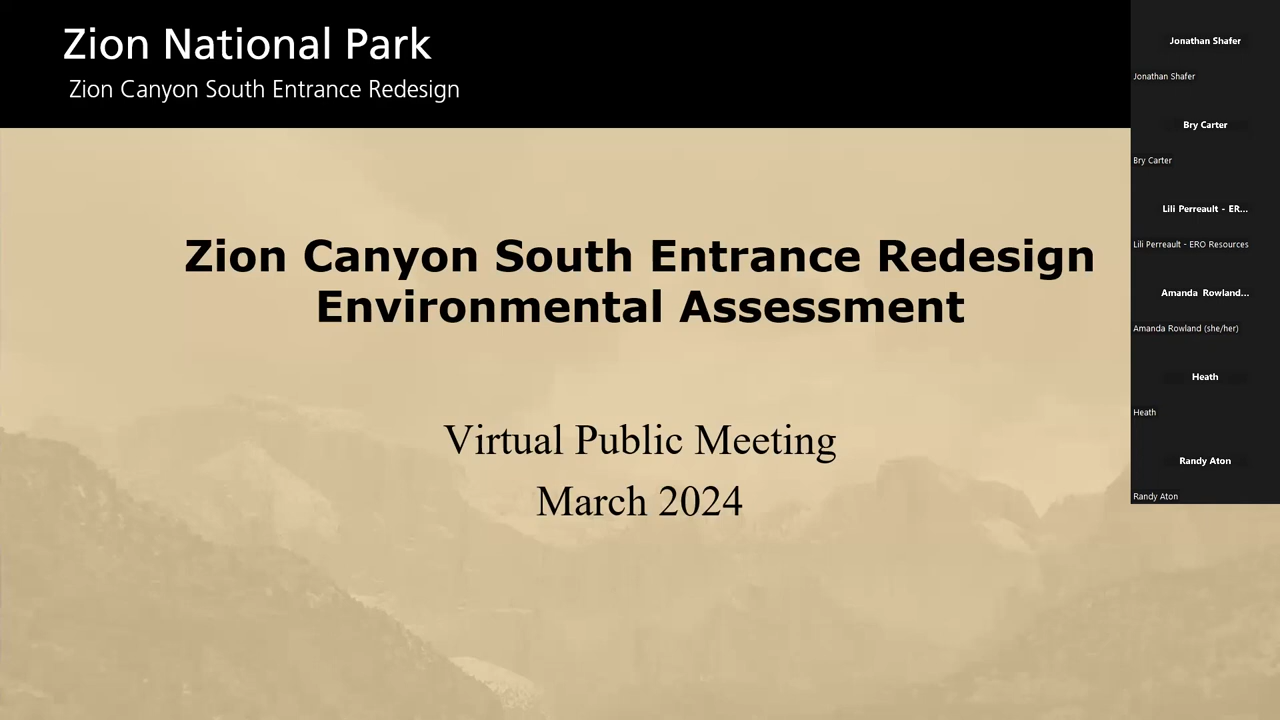 Zion National Park
Zion Canyon South Entrance Redesign
Zion Canyon South Entrance Redesign
Environmental Assessment
Virtual Public Meeting
March 2024
Jonathan Shafer
Jonathan Shafer
Bry Carter
Bry Carter
Lili Perreault - ER...
Lili Perreault - ERO Resources
Amanda Rowland...
Amanda Rowland (she/her)
Heath
Heath
Randy Aton
Randy Aton